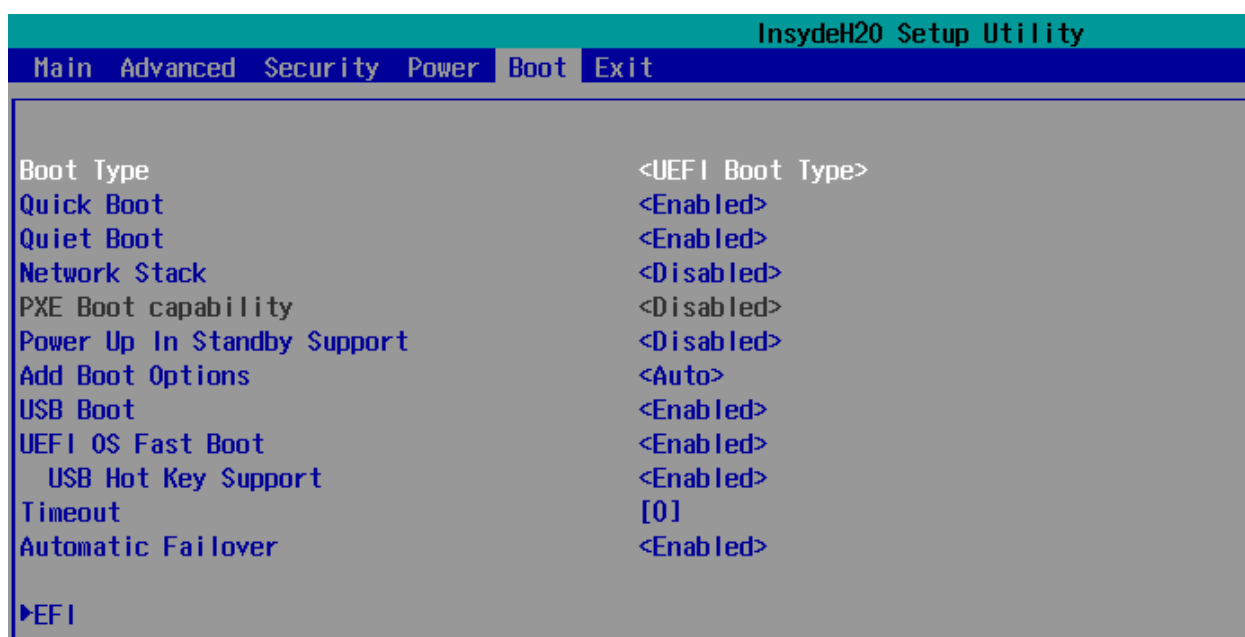 InsydeH20 Setup Utility
Main Advanced Security Power Boot Exit
Boot Type <UEFI Boot Type>
Quick Boot <Enabled>
Quiet Boot <Enabled>
Network Stack <Disabled>
PXE Boot capability <Disabled>
Power Up In Standby Support <Disabled>
Add Boot Options <Auto>
USB Boot <Enabled>
UEFI OS Fast Boot <Enabled>
USB Hot Key Support <Enabled>
Timeout [0]
Automatic Failover <Enabled>
▶EFI